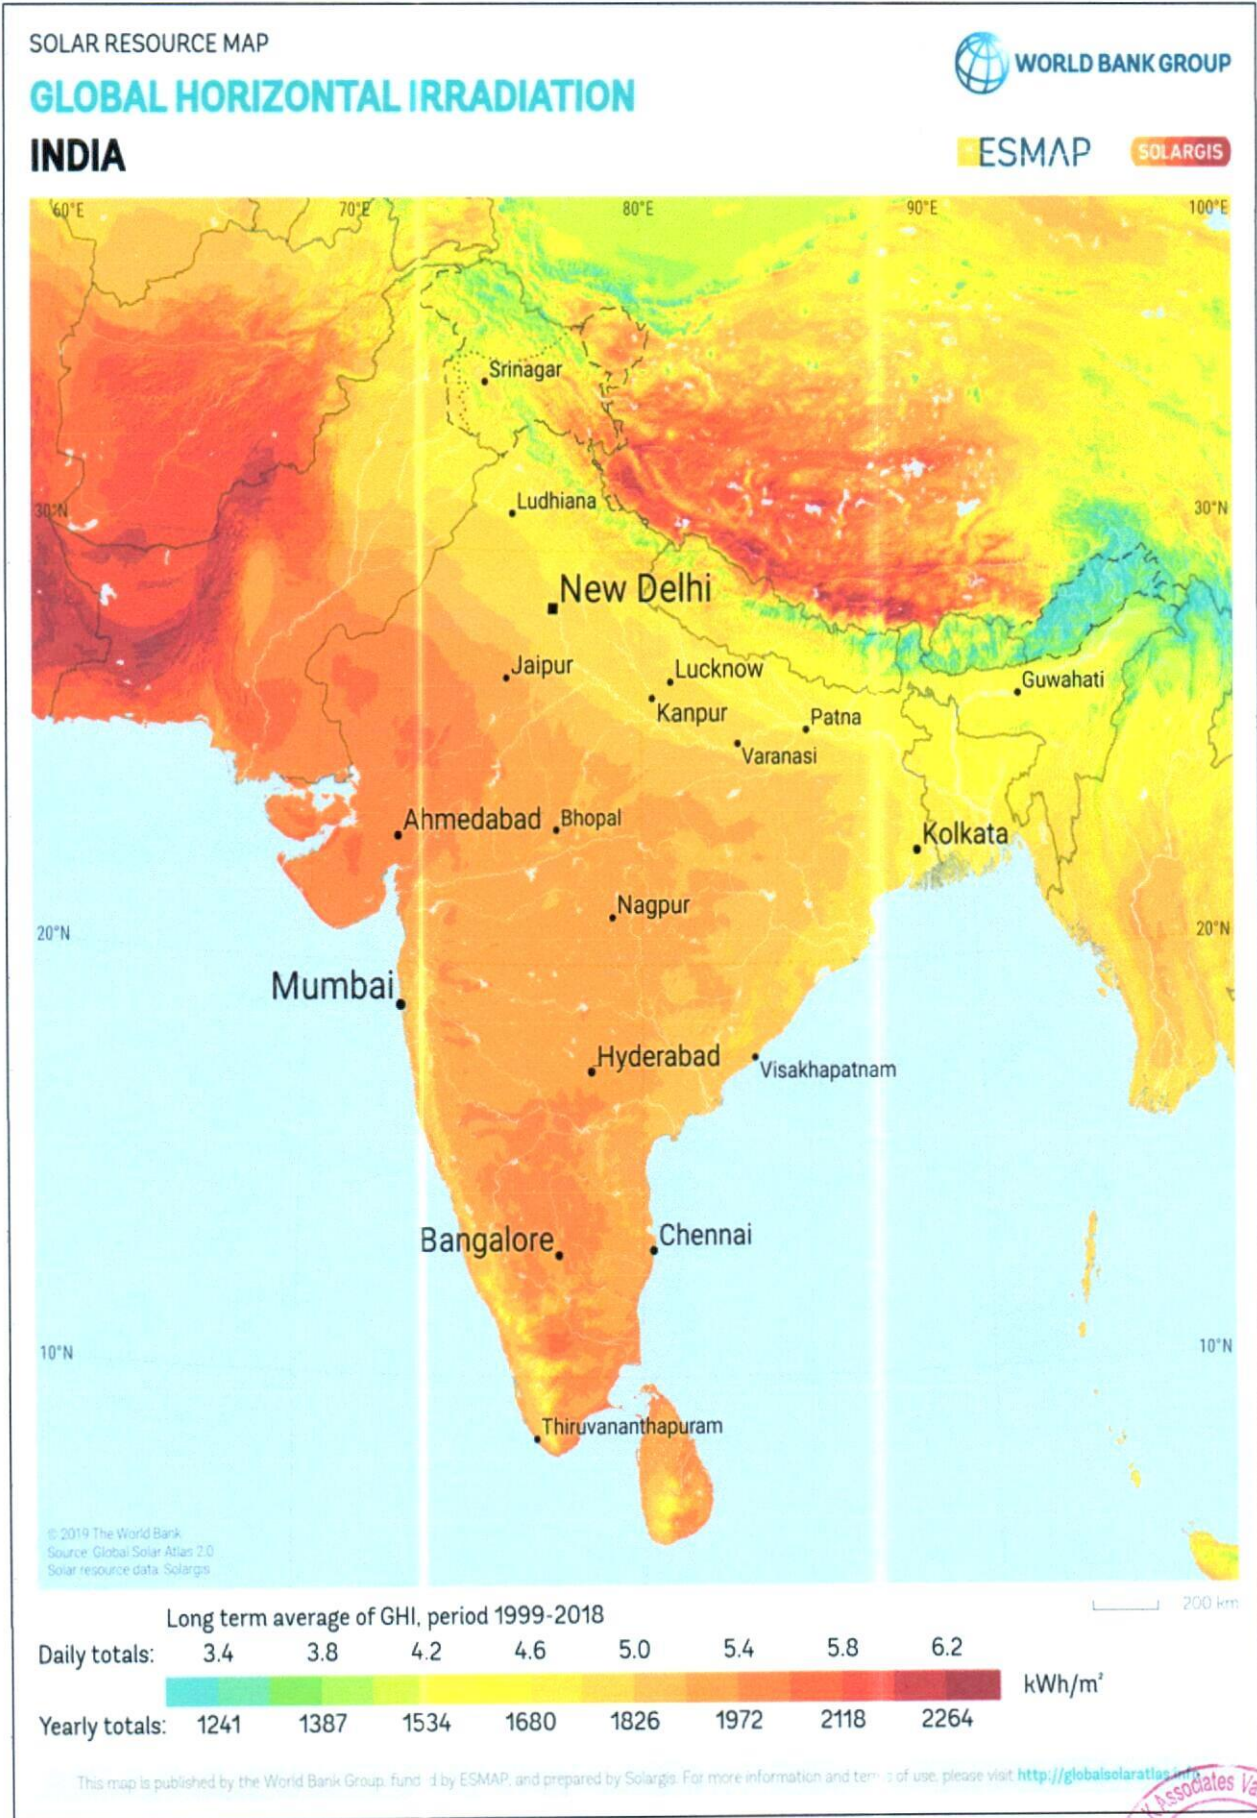 SOLAR RESOURCE MAP
GLOBAL HORIZONTAL IRRADIATION
INDIA
WORLD BANK GROUP
ESMAP
SOLARGIS
60°E 70°E 80°E 90°E 100°E
Srinagar
Ludhiana
30°N 30°N
New Delhi
Jaipur
Lucknow
Guwahati
Kanpur
Patna
Varanasi
Ahmedabad
Bhopal
Kolkata
Nagpur
20°N 20°N
Mumbai
Hyderabad
Visakhapatnam
Bangalore
Chennai
10°N 10°N
Thiruvananthapuram
© 2019 The World Bank
Source: Global Solar Atlas 2.0
Solar resource data: Solargis
200 km
Long term average of GHI, period 1999-2018
Daily totals: 3.4 3.8 4.2 4.6 5.0 5.4 5.8 6.2
kWh/m²
Yearly totals: 1241 1387 1534 1680 1826 1972 2118 2264
This map is published by the World Bank Group, fund d by ESMAP, and prepared by Solargis. For more information and terms of use, please visit http://globalsolaratlas.info
Associates